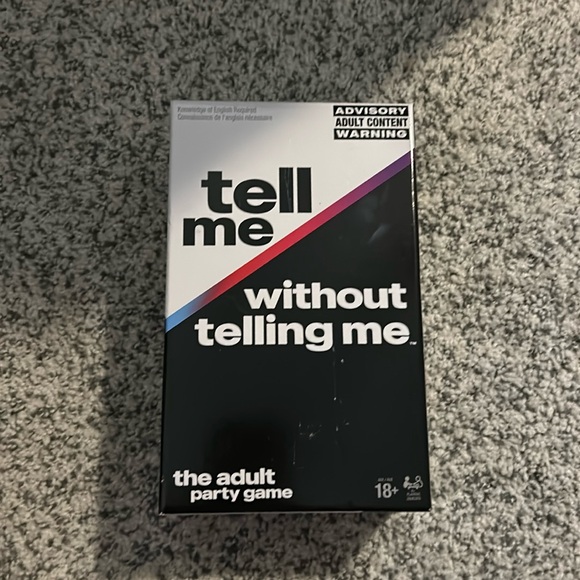 Knowledge of English Required
Connaissance de l'anglais nécessaire
ADVISORY
ADULT CONTENT
WARNING
tell
me
without
telling me
the adult
party game
18+